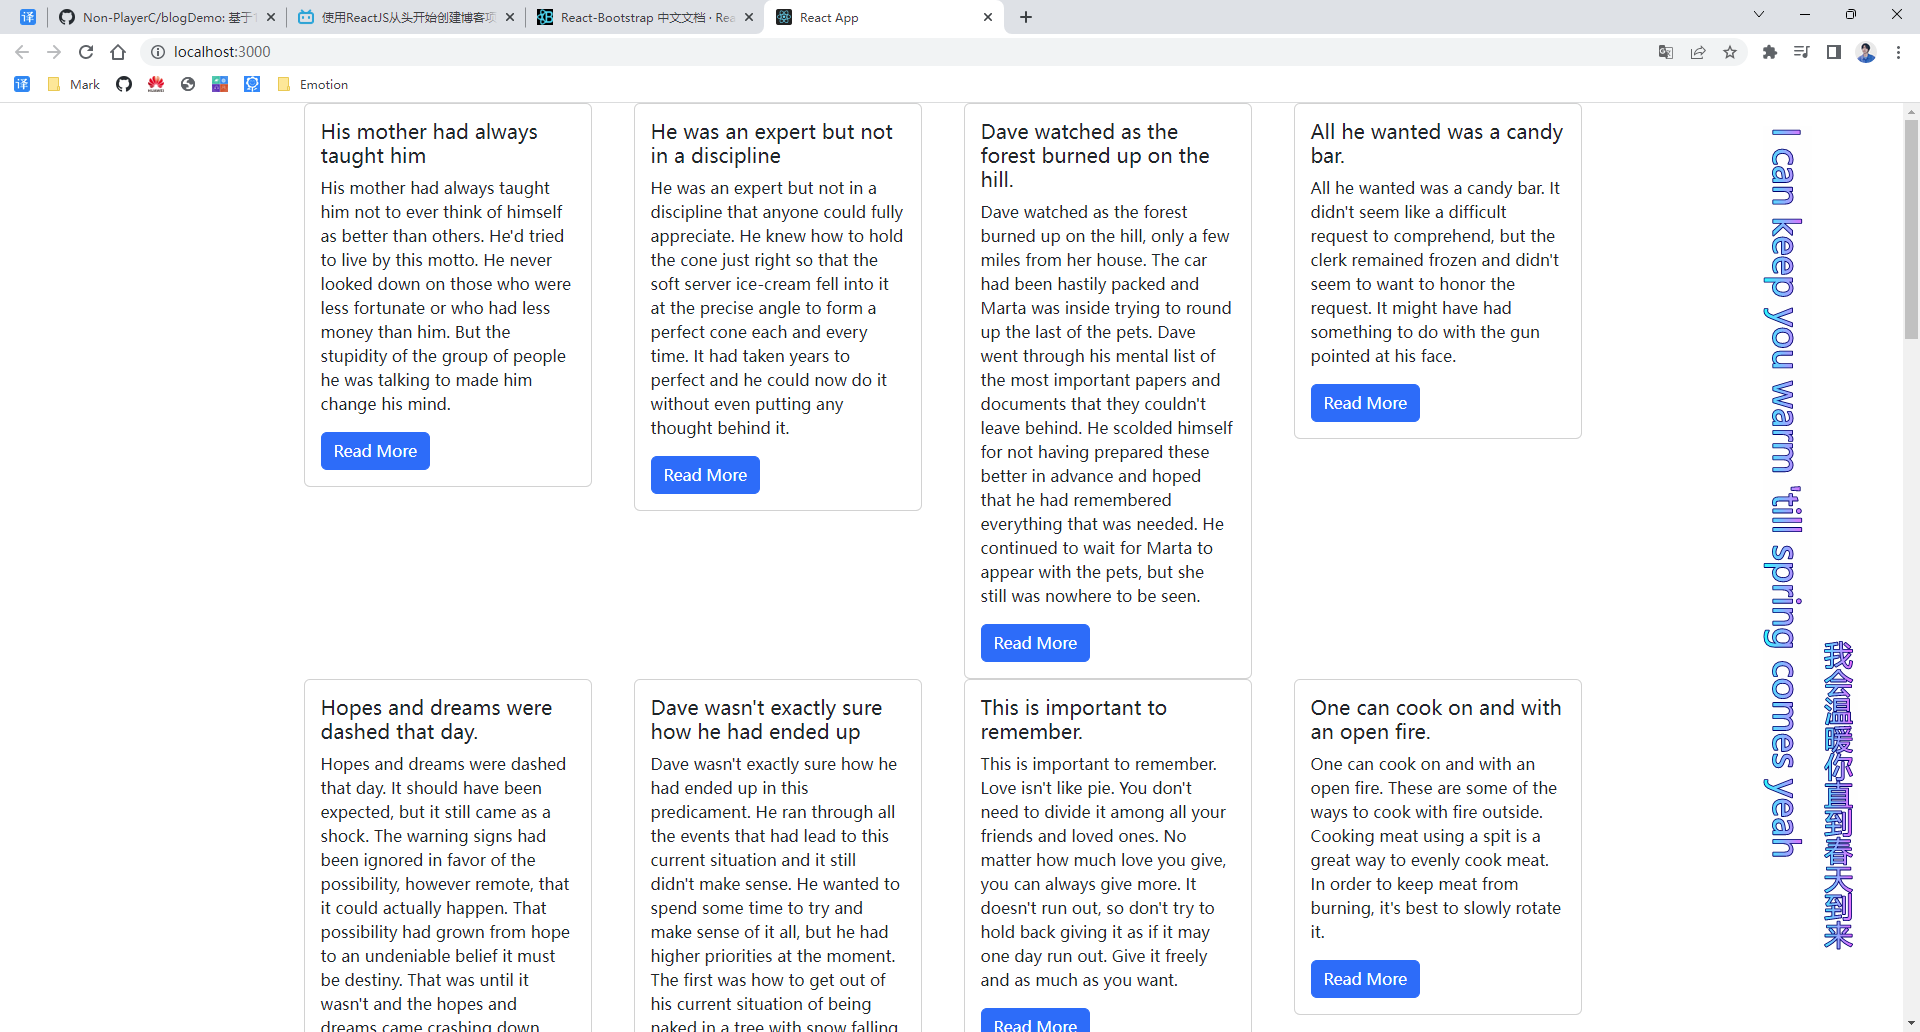 Non-PlayerC/blogDemo: 基于
使用ReactJS从头开始创建博客项
React-Bootstrap 中文文档 · Rea
React App
localhost:3000
译
Mark
Emotion
His mother had always
taught him
His mother had always taught
him not to ever think of himself
as better than others. He'd tried
to live by this motto. He never
looked down on those who were
less fortunate or who had less
money than him. But the
stupidity of the group of people
he was talking to made him
change his mind.
Read More
He was an expert but not
in a discipline
He was an expert but not in a
discipline that anyone could fully
appreciate. He knew how to hold
the cone just right so that the
soft server ice-cream fell into it
at the precise angle to form a
perfect cone each and every
time. It had taken years to
perfect and he could now do it
without even putting any
thought behind it.
Read More
Dave watched as the
forest burned up on the
hill.
Dave watched as the forest
burned up on the hill, only a few
miles from her house. The car
had been hastily packed and
Marta was inside trying to round
up the last of the pets. Dave
went through his mental list of
the most important papers and
documents that they couldn't
leave behind. He scolded himself
for not having prepared these
better in advance and hoped
that he had remembered
everything that was needed. He
continued to wait for Marta to
appear with the pets, but she
still was nowhere to be seen.
Read More
All he wanted was a candy
bar.
All he wanted was a candy bar. It
didn't seem like a difficult
request to comprehend, but the
clerk remained frozen and didn't
seem to want to honor the
request. It might have had
something to do with the gun
pointed at his face.
Read More
Hopes and dreams were
dashed that day.
Hopes and dreams were dashed
that day. It should have been
expected, but it still came as a
shock. The warning signs had
been ignored in favor of the
possibility, however remote, that
it could actually happen. That
possibility had grown from hope
to an undeniable belief it must
be destiny. That was until it
wasn't and the hopes and
dreams came crashing down
Dave wasn't exactly sure
how he had ended up
Dave wasn't exactly sure how he
had ended up in this
predicament. He ran through all
the events that had lead to this
current situation and it still
didn't make sense. He wanted to
spend some time to try and
make sense of it all, but he had
higher priorities at the moment.
The first was how to get out of
his current situation of being
naked in a tree with snow falling
This is important to
remember.
This is important to remember.
Love isn't like pie. You don't
need to divide it among all your
friends and loved ones. No
matter how much love you give,
you can always give more. It
doesn't run out, so don't try to
hold back giving it as if it may
one day run out. Give it freely
and as much as you want.
Read More
One can cook on and with
an open fire.
One can cook on and with an
open fire. These are some of the
ways to cook with fire outside.
Cooking meat using a spit is a
great way to evenly cook meat.
In order to keep meat from
burning, it's best to slowly rotate
it.
Read More
I can keep you warm 'till spring comes yeah
我会温暖你直到春天到来